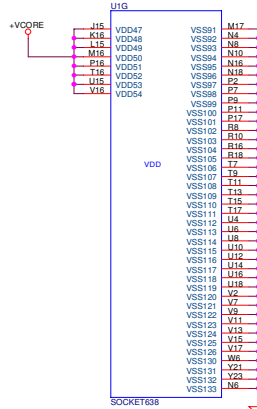 U1G
+VCORE
J15 VDD47 VSS91 M17
K16 VDD48 VSS92 N4
L15 VDD49 VSS93 N8
M16 VDD50 VSS94 N10
P16 VDD51 VSS95 N16
T16 VDD52 VSS96 N18
U15 VDD53 VSS97 P2
V16 VDD54 VSS98 P7
VSS99 P9
VSS100 P11
VSS101 P17
VSS102 R8
VSS103 R10
VSS104 R16
VSS105 R18
VDD
VSS106 T7
VSS107 T9
VSS108 T11
VSS109 T13
VSS110 T15
VSS111 T17
VSS112 U4
VSS113 U6
VSS114 U8
VSS115 U10
VSS116 U12
VSS117 U14
VSS118 U16
VSS119 U18
VSS120 V2
VSS121 V7
VSS122 V9
VSS123 V11
VSS124 V13
VSS125 V15
VSS126 V17
VSS130 W6
VSS131 Y21
VSS132 Y23
VSS133 N6
SOCKET638